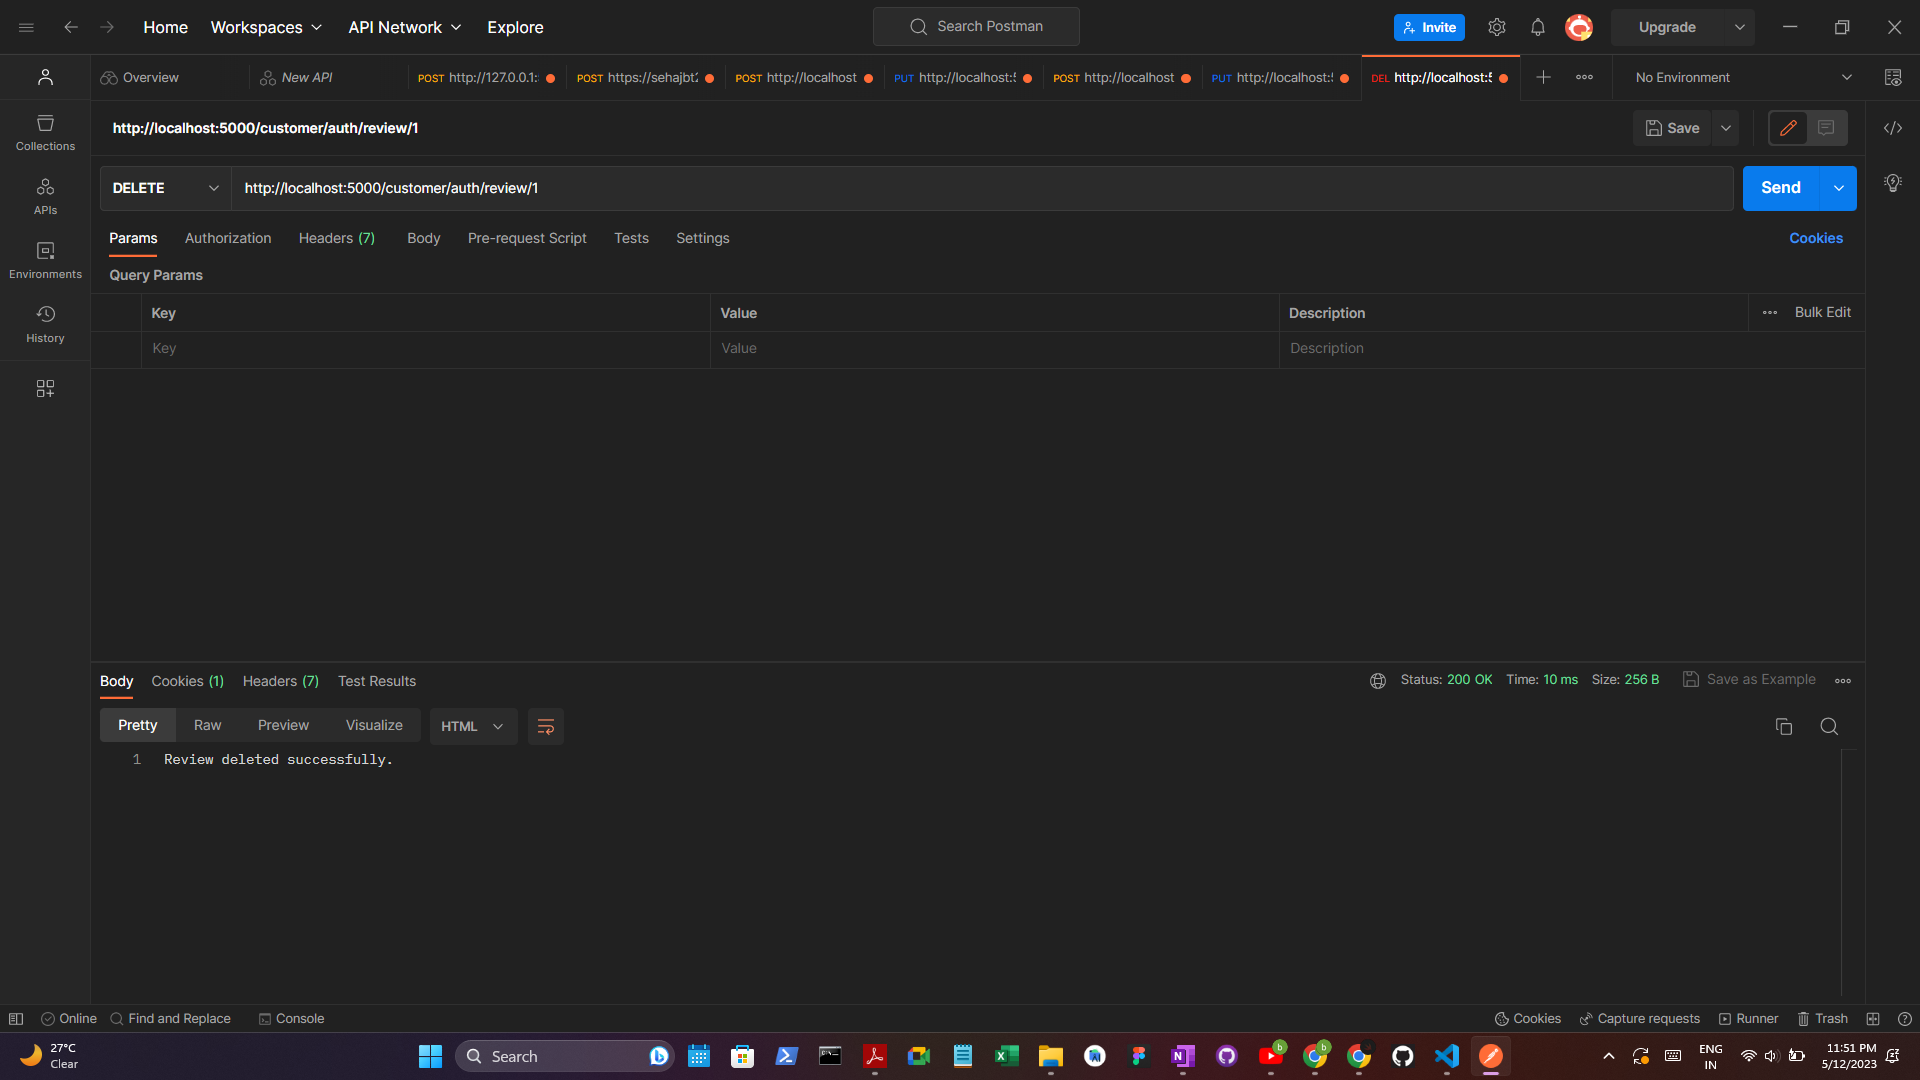 Home Workspaces API Network Explore
Search Postman
Invite
Upgrade
Overview
New API
POST http://127.0.0.1:
POST https://sehajbt2
POST http://localhost
PUT http://localhost:5
POST http://localhost
PUT http://localhost:5
DEL http://localhost:5
No Environment
Collections
APIs
Environments
History
http://localhost:5000/customer/auth/review/1
Save
DELETE
http://localhost:5000/customer/auth/review/1
Send
Params Authorization Headers (7) Body Pre-request Script Tests Settings
Cookies
Query Params
Key Value Description
Bulk Edit
Key Value Description
Body Cookies (1) Headers (7) Test Results
Status: 200 OK Time: 10 ms Size: 256 B
Save as Example
Pretty Raw Preview Visualize
HTML
1 Review deleted successfully.
Online Find and Replace Console
Cookies Capture requests Runner Trash
27°C
Clear
Search
ENG
IN
11:51 PM
5/12/2023